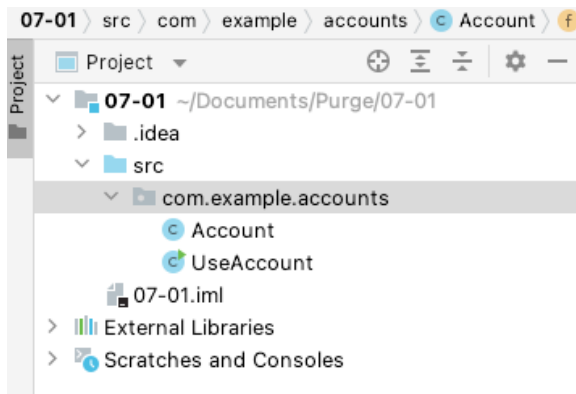 07-01 src com example accounts C Account f
Project
Project
07-01 ~/Documents/Purge/07-01
.idea
src
com.example.accounts
C Account
C UseAccount
07-01.iml
External Libraries
Scratches and Consoles